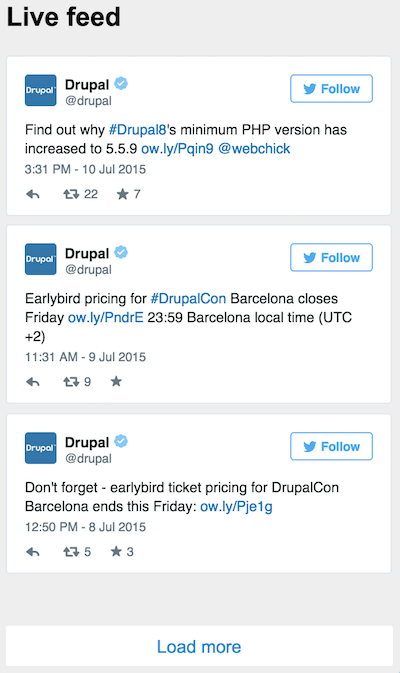 Live feed
Drupal
Drupal
@drupal
Follow
Find out why #Drupal8's minimum PHP version has
increased to 5.5.9 ow.ly/Pqin9 @webchick
3:31 PM - 10 Jul 2015
22 7
Drupal
Drupal
@drupal
Follow
Earlybird pricing for #DrupalCon Barcelona closes
Friday ow.ly/PndrE 23:59 Barcelona local time (UTC
+2)
11:31 AM - 9 Jul 2015
9
Drupal
Drupal
@drupal
Follow
Don't forget - earlybird ticket pricing for DrupalCon
Barcelona ends this Friday: ow.ly/Pje1g
12:50 PM - 8 Jul 2015
5 3
Load more